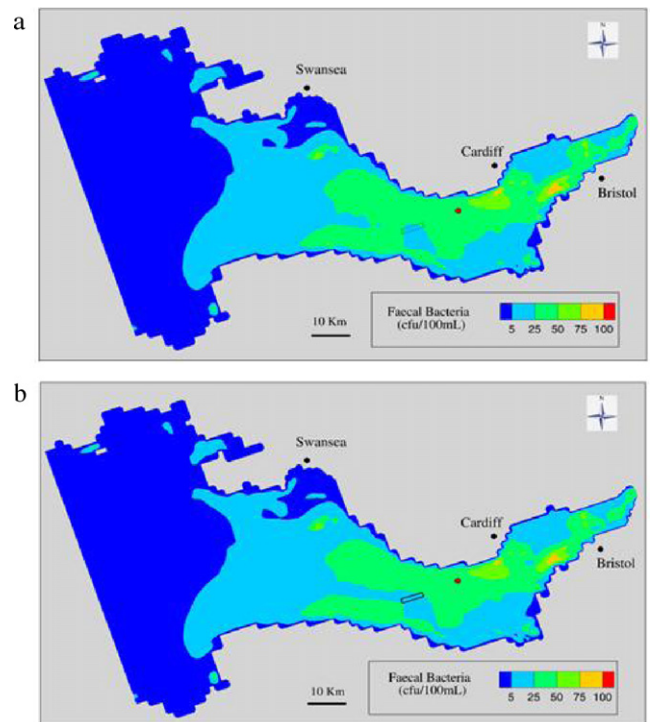 a
N
Swansea
Cardiff
Bristol
10 Km
Faecal Bacteria
(cfu/100mL)
5 25 50 75 100
b
N
Swansea
Cardiff
Bristol
10 Km
Faecal Bacteria
(cfu/100mL)
5 25 50 75 100